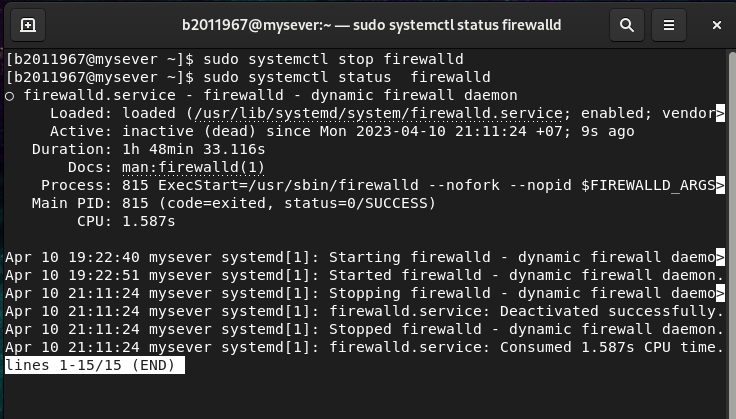 b2011967@mysever:~ — sudo systemctl status firewalld
[b2011967@mysever ~]$ sudo systemctl stop firewalld
[b2011967@mysever ~]$ sudo systemctl status  firewalld
○ firewalld.service - firewalld - dynamic firewall daemon
     Loaded: loaded (/usr/lib/systemd/system/firewalld.service; enabled; vendor>
     Active: inactive (dead) since Mon 2023-04-10 21:11:24 +07; 9s ago
   Duration: 1h 48min 33.116s
       Docs: man:firewalld(1)
    Process: 815 ExecStart=/usr/sbin/firewalld --nofork --nopid $FIREWALLD_ARGS>
   Main PID: 815 (code=exited, status=0/SUCCESS)
        CPU: 1.587s

Apr 10 19:22:40 mysever systemd[1]: Starting firewalld - dynamic firewall daemo>
Apr 10 19:22:51 mysever systemd[1]: Started firewalld - dynamic firewall daemon.
Apr 10 21:11:24 mysever systemd[1]: Stopping firewalld - dynamic firewall daemo>
Apr 10 21:11:24 mysever systemd[1]: firewalld.service: Deactivated successfully.
Apr 10 21:11:24 mysever systemd[1]: Stopped firewalld - dynamic firewall daemon.
Apr 10 21:11:24 mysever systemd[1]: firewalld.service: Consumed 1.587s CPU time.
lines 1-15/15 (END)